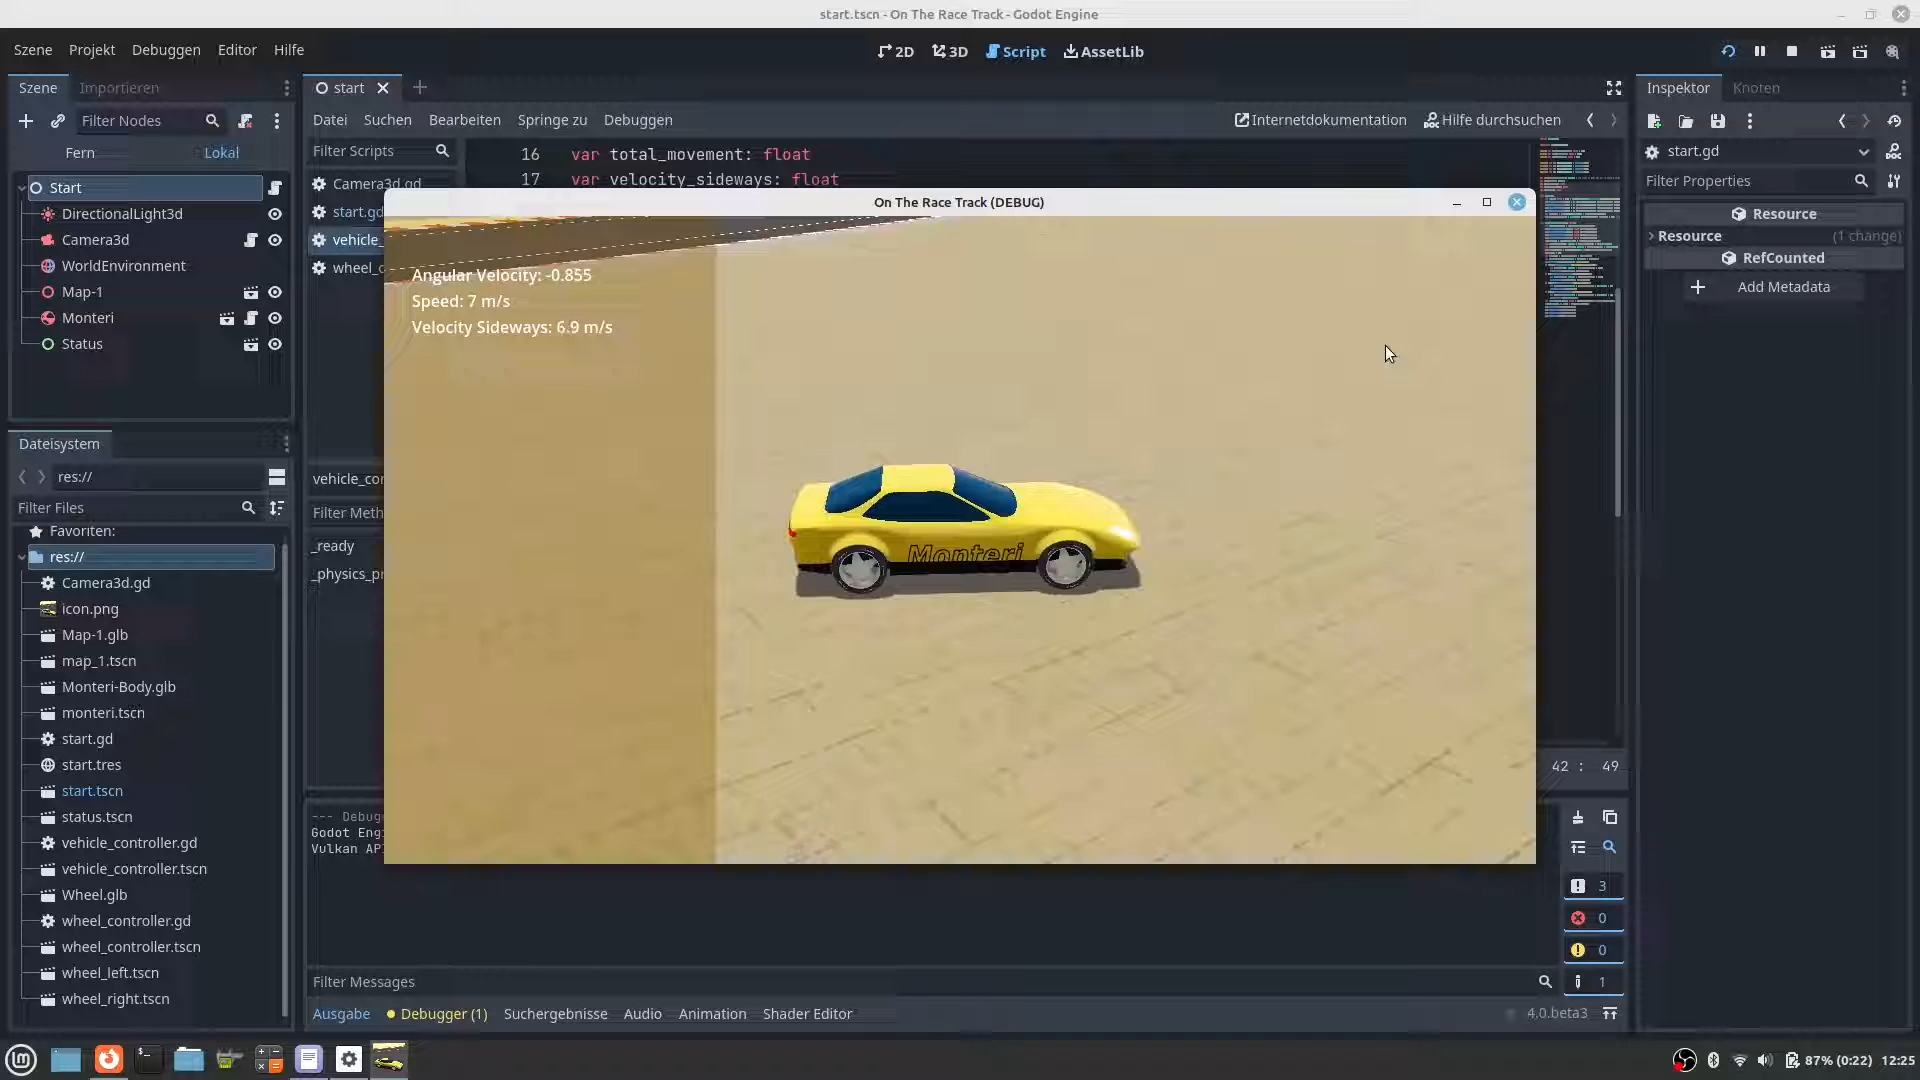 start.tscn - On The Race Track - Godot Engine
Szene Projekt Debuggen Editor Hilfe
2D 3D Script AssetLib
Szene Importieren
start
Inspektor Knoten
Filter Nodes
Datei Suchen Bearbeiten Springe zu Debuggen
Internetdokumentation Hilfe durchsuchen
Fern Lokal
Filter Scripts
16 var total_movement: float
17 var velocity_sideways: float
start.gd
Filter Properties
Start
DirectionalLight3d
Camera3d
WorldEnvironment
Map-1
Monteri
Status
Camera3d.gd
start.gd
vehicle_
wheel_c
On The Race Track (DEBUG)
Angular Velocity: -0.855
Speed: 7 m/s
Velocity Sideways: 6.9 m/s
Monteri
Resource
Resource (1 change)
RefCounted
Add Metadata
Dateisystem
res://
Filter Files
Favoriten:
res://
Camera3d.gd
icon.png
Map-1.glb
map_1.tscn
Monteri-Body.glb
monteri.tscn
start.gd
start.tres
start.tscn
status.tscn
vehicle_controller.gd
vehicle_controller.tscn
Wheel.glb
wheel_controller.gd
wheel_controller.tscn
wheel_left.tscn
wheel_right.tscn
vehicle_cor
Filter Meth
_ready
_physics_pr
42 : 49
--- Debug
Godot Eng
Vulkan AP
3
0
0
1
Filter Messages
Ausgabe Debugger (1) Suchergebnisse Audio Animation Shader Editor
4.0.beta3
87% (0:22) 12:25